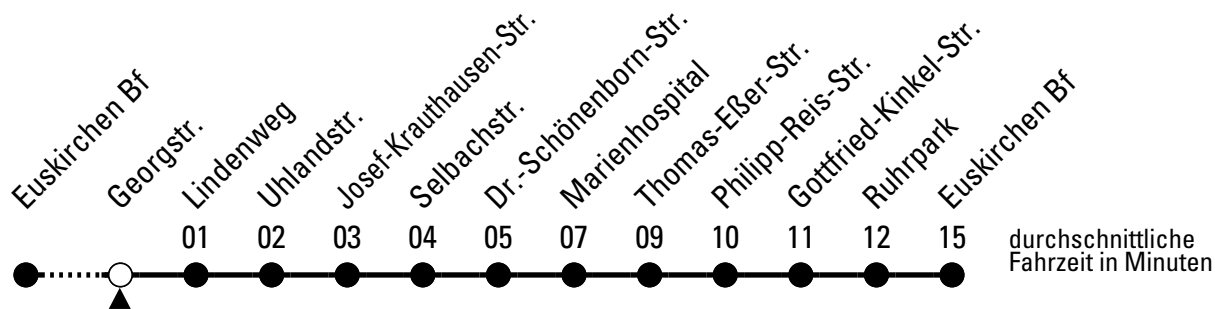 Euskirchen Bf
Georgstr.
Lindenweg
Uhlandstr.
Josef-Krauthausen-Str.
Selbachstr.
Dr.-Schönenborn-Str.
Marienhospital
Thomas-Eßer-Str.
Philipp-Reis-Str.
Gottfried-Kinkel-Str.
Ruhrpark
Euskirchen Bf
01 02 03 04 05 07 09 10 11 12 15
durchschnittliche
Fahrzeit in Minuten